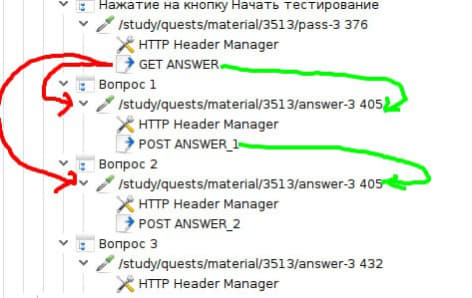 Нажатие на кнопку Начать тестирование
/study/quests/material/3513/pass-3 376
HTTP Header Manager
GET ANSWER
Вопрос 1
/study/quests/material/3513/answer-3 405
HTTP Header Manager
POST ANSWER_1
Вопрос 2
/study/quests/material/3513/answer-3 405
HTTP Header Manager
POST ANSWER_2
Вопрос 3
/study/quests/material/3513/answer-3 432
HTTP Header Manager